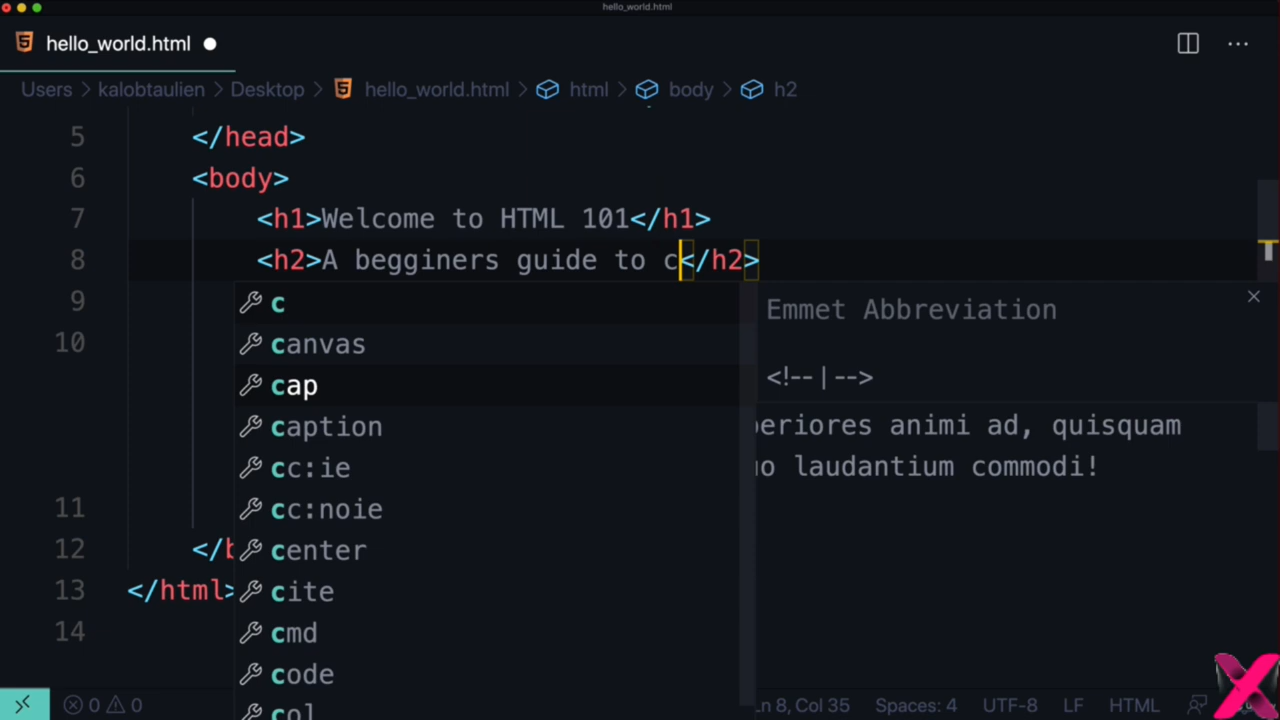 hello_world.html
hello_world.html
Users > kalobtaulien > Desktop > hello_world.html > html > body > h2
5 </head>
6 <body>
7 <h1>Welcome to HTML 101</h1>
8 <h2>A begginers guide to c</h2>
9 c
Emmet Abbreviation
10 canvas
<!--|-->
cap
caption
periores animi ad, quisquam
cc:ie
uo laudantium commodi!
11 cc:noie
12 </b center
13 </html> cite
14 cmd
code
col
0 0 Ln 8, Col 35 Spaces: 4 UTF-8 LF HTML
X